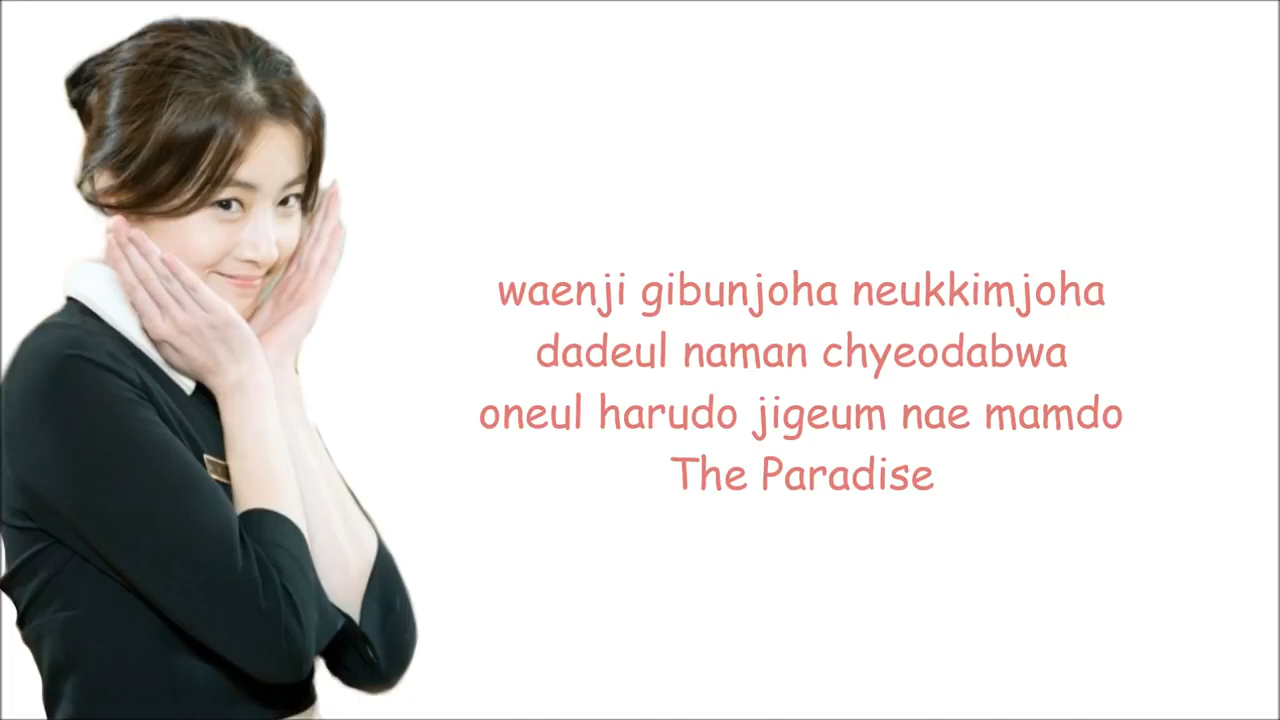 waenji gibunjoha neukkimjoha
dadeul naman chyeodabwa
oneul harudo jigeum nae mamdo
The Paradise